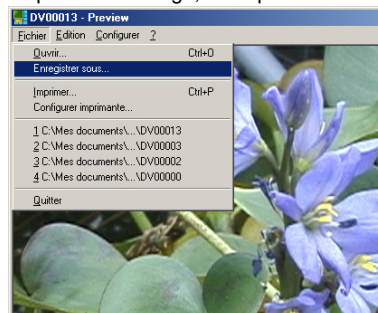 DV00013 - Preview
Fichier Edition Configurer ?
Ouvrir... Ctrl+O
Enregistrer sous...
Imprimer... Ctrl+P
Configurer imprimante...
1 C:\Mes documents\...\DV00013
2 C:\Mes documents\...\DV00003
3 C:\Mes documents\...\DV00002
4 C:\Mes documents\...\DV00000
Quitter